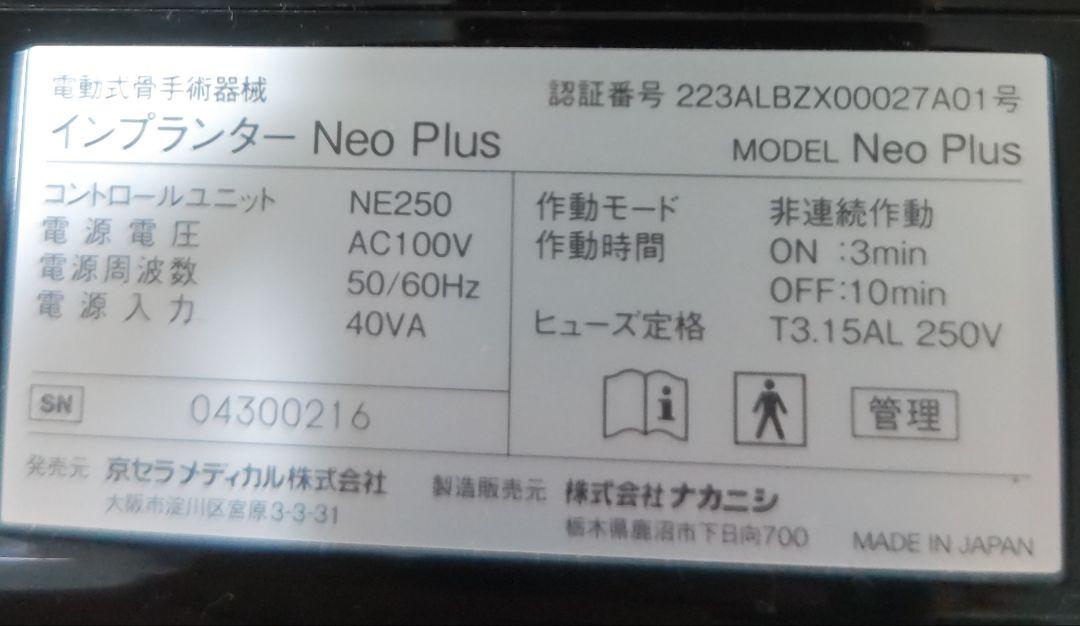 電動式骨手術器械
認証番号 223ALBZX00027A01号
インプランター Neo Plus
MODEL Neo Plus
コントロールユニット NE250
電源電圧 AC100V
電源周波数 50/60Hz
電源入力 40VA
作動モード 非連続作動
作動時間 ON :3min
OFF:10min
ヒューズ定格 T3.15AL 250V
管理
SN 04300216
発売元 京セラメディカル株式会社
大阪市淀川区宮原3-3-31
製造販売元 株式会社ナカニシ
栃木県鹿沼市下日向700
MADE IN JAPAN